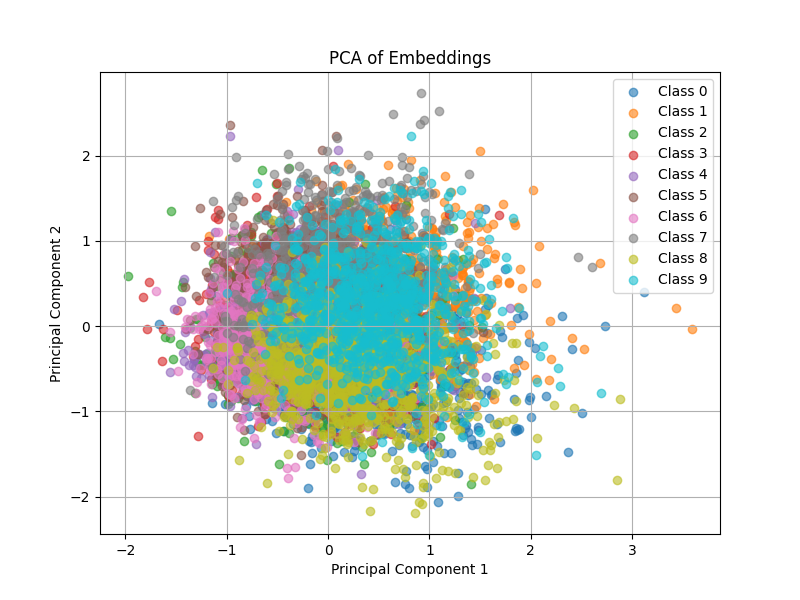 PCA of Embeddings
Class 0
Class 1
Class 2
Class 3
Class 4
Class 5
Class 6
Class 7
Class 8
Class 9
Principal Component 2
2
1
0
−1
−2
−2
−1
0
1
2
3
Principal Component 1